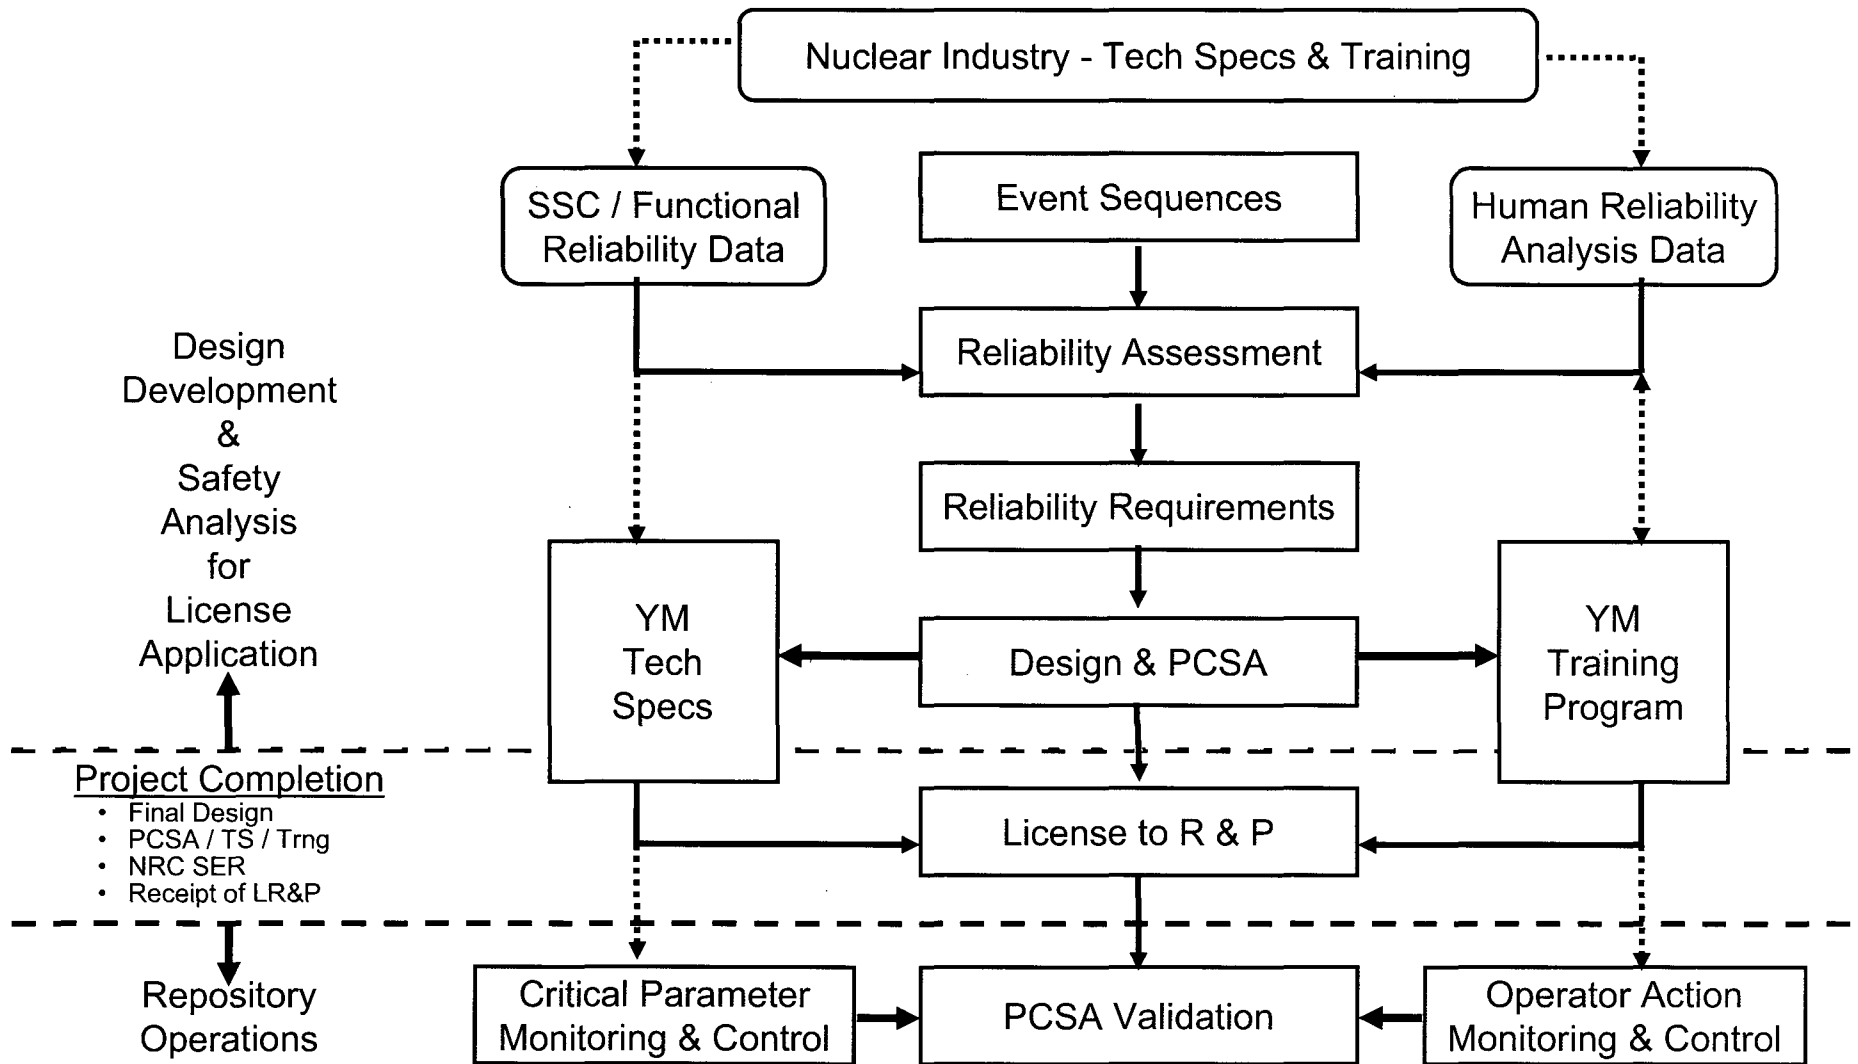 Nuclear Industry - Tech Specs & Training
SSC / Functional
Reliability Data
Event Sequences
Human Reliability
Analysis Data
Reliability Assessment
Reliability Requirements
Design
Development
&
Safety
Analysis
for
License
Application
YM
Tech
Specs
Design & PCSA
YM
Training
Program
Project Completion
• Final Design
• PCSA / TS / Trng
• NRC SER
• Receipt of LR&P
License to R & P
Repository
Operations
Critical Parameter
Monitoring & Control
PCSA Validation
Operator Action
Monitoring & Control